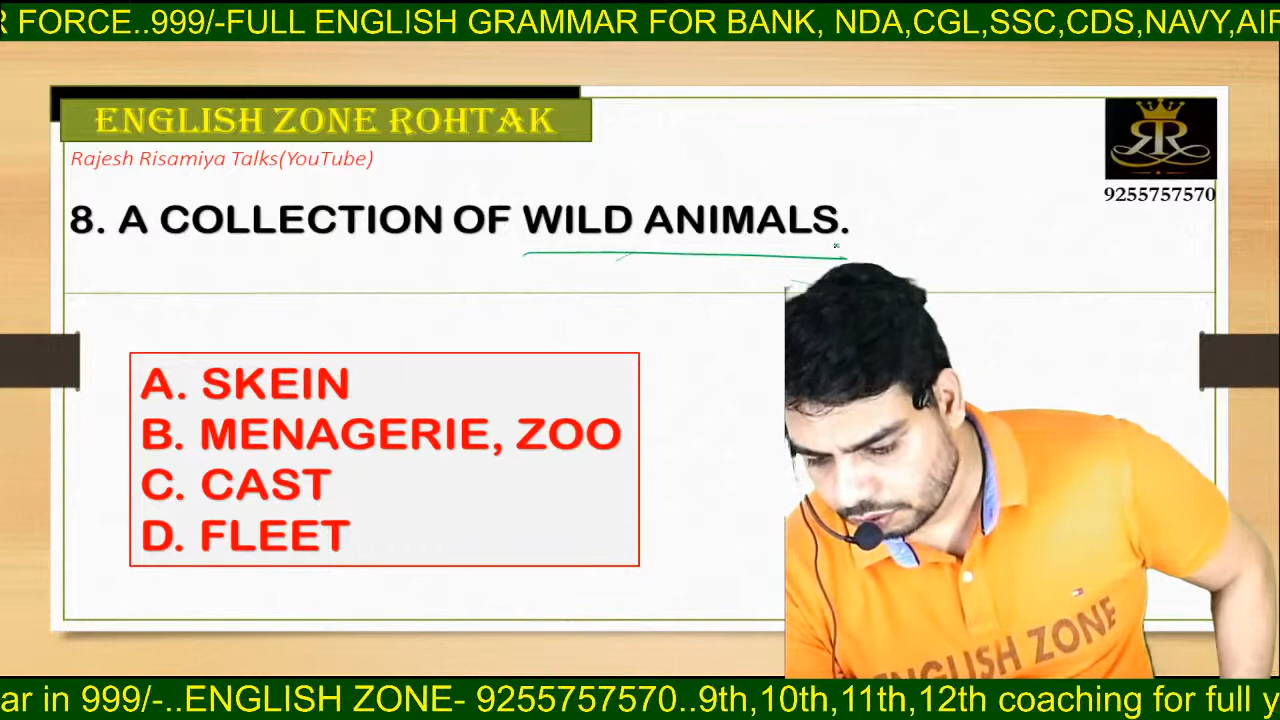 R FORCE..999/-FULL ENGLISH GRAMMAR FOR BANK, NDA,CGL,SSC,CDS,NAVY,AIF
ENGLISH ZONE ROHTAK
Rajesh Risamiya Talks(YouTube)
RR
9255757570
8. A COLLECTION OF WILD ANIMALS.
A. SKEIN
B. MENAGERIE, ZOO
C. CAST
D. FLEET
ENGLISH ZONE
ar in 999/-..ENGLISH ZONE- 9255757570..9th,10th,11th,12th coaching for full y